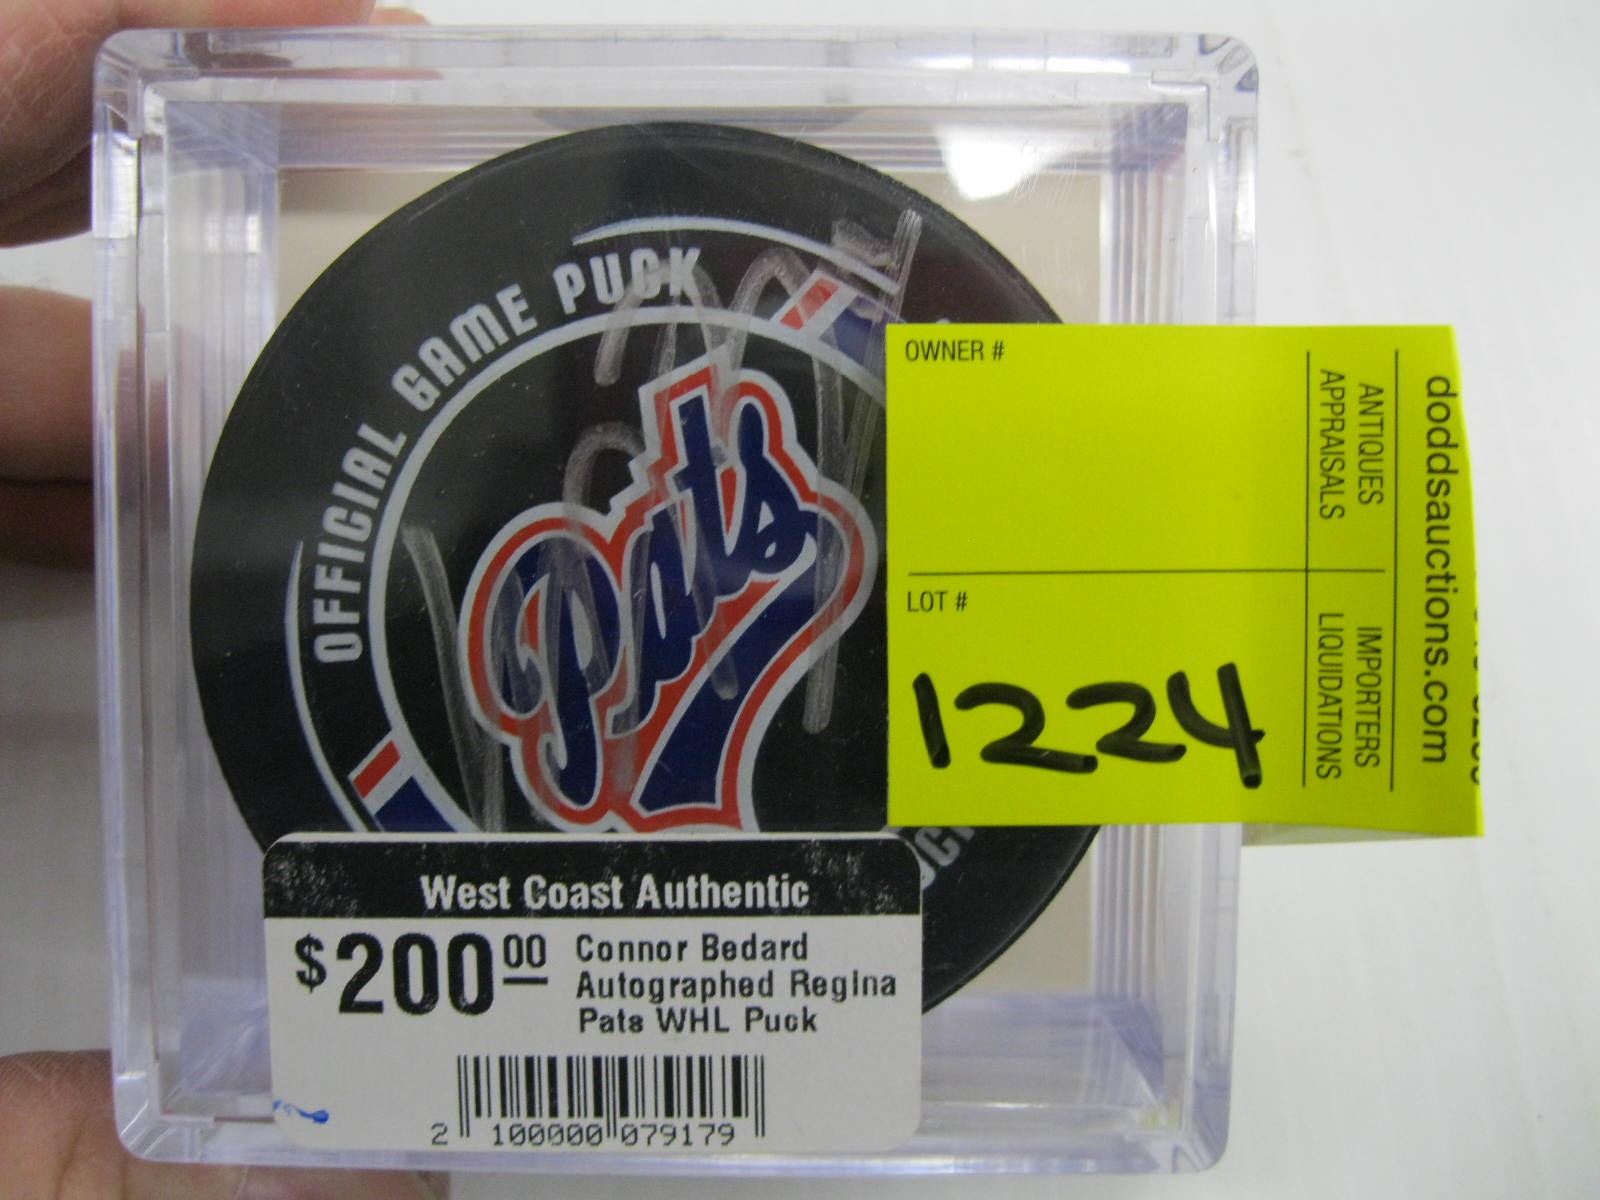 OFFICIAL GAME PUCK
Pats
OWNER #
LOT #
1224
ANTIQUES
APPRAISALS
IMPORTERS
LIQUIDATIONS
doddsauctions.com
West Coast Authentic
$200.00
Connor Bedard
Autographed Regina
Pats WHL Puck
2 100000 079179